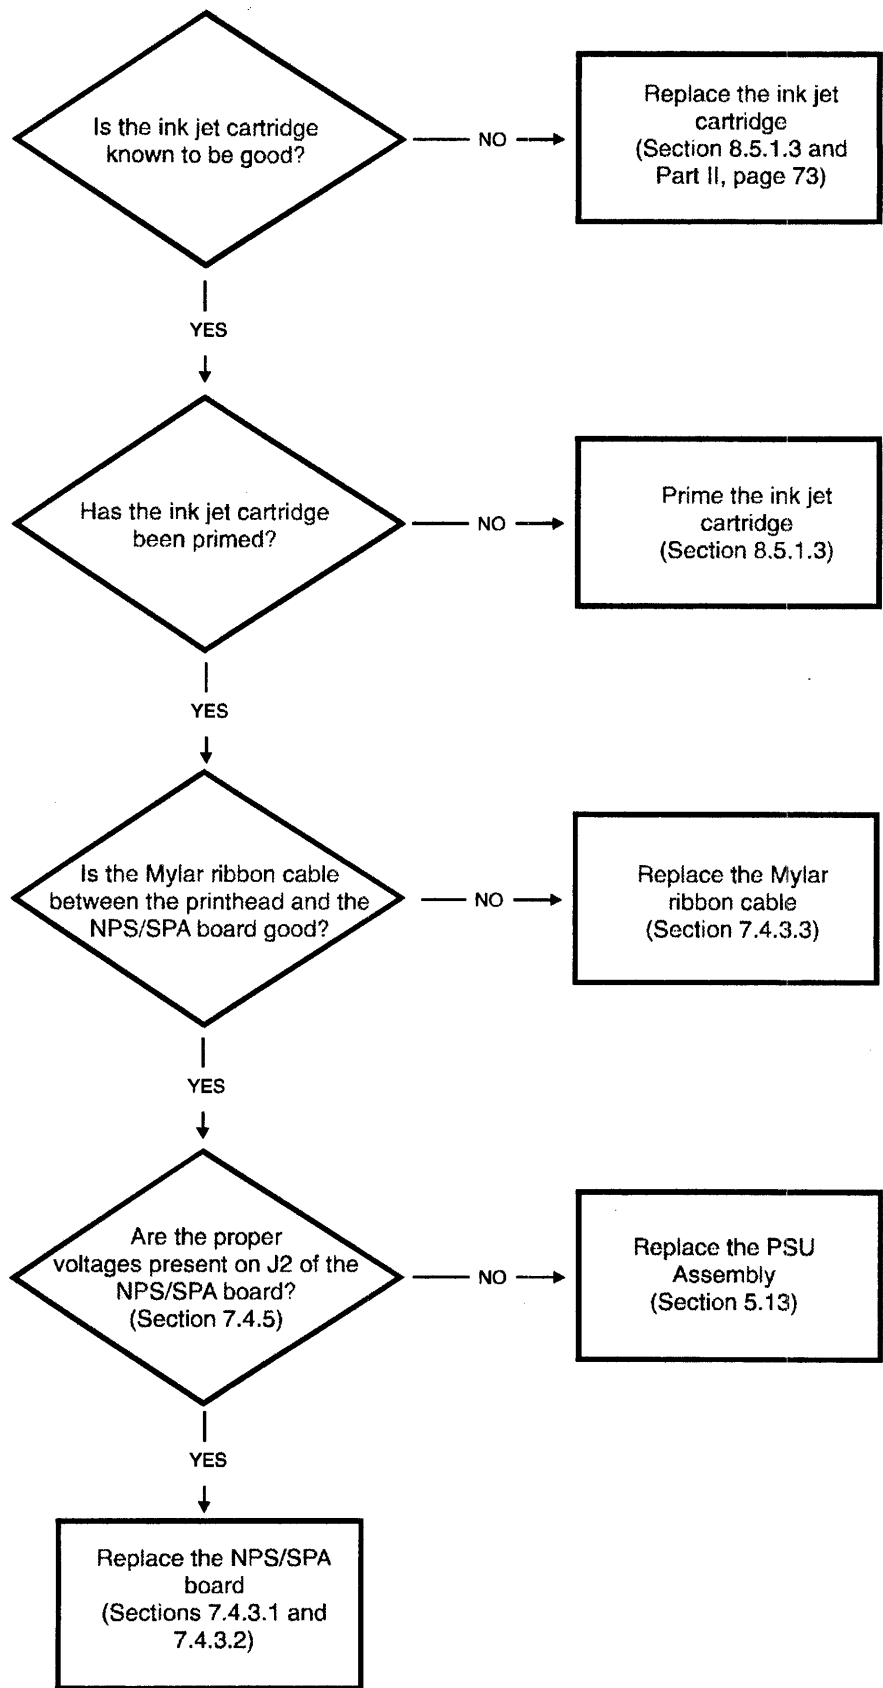 Is the ink jet cartridge
known to be good?
NO
Replace the ink jet
cartridge
(Section 8.5.1.3 and
Part II, page 73)
YES
Has the ink jet cartridge
been primed?
NO
Prime the ink jet
cartridge
(Section 8.5.1.3)
YES
Is the Mylar ribbon cable
between the printhead and the
NPS/SPA board good?
NO
Replace the Mylar
ribbon cable
(Section 7.4.3.3)
YES
Are the proper
voltages present on J2 of the
NPS/SPA board?
(Section 7.4.5)
NO
Replace the PSU
Assembly
(Section 5.13)
YES
Replace the NPS/SPA
board
(Sections 7.4.3.1 and
7.4.3.2)